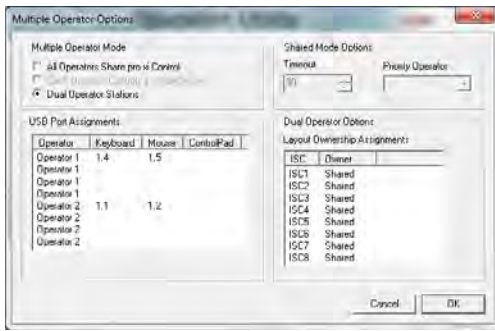 Multiple Operator Options
Multiple Operator Mode
All Operators Share pro xi Control
Dual Operator Stations
Shared Mode Options
Timeout
Priority Operator
USB Port Assignments
Operator Keyboard Mouse ControlPad
Operator 1 1.4 1.5
Operator 1
Operator 1
Operator 1
Operator 2 1.1 1.2
Operator 2
Operator 2
Operator 2
Dual Operator Options
Layout Ownership Assignments
ISC Owner
ISC1 Shared
ISC2 Shared
ISC3 Shared
ISC4 Shared
ISC5 Shared
ISC6 Shared
ISC7 Shared
ISC8 Shared
Cancel OK